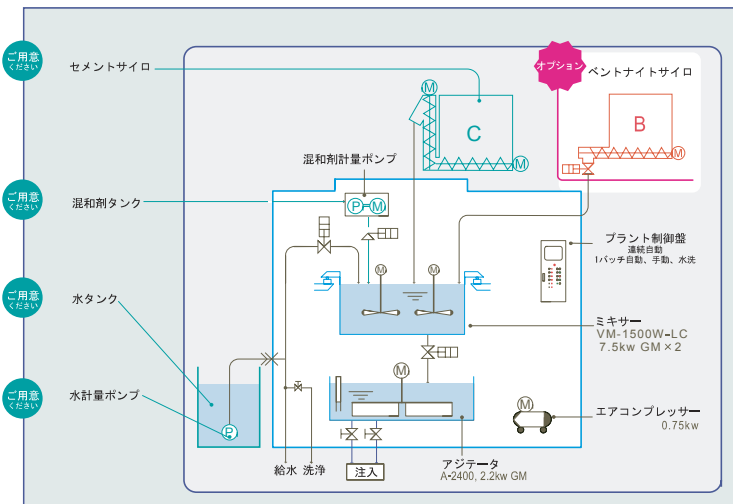 ご用意
ください
セメントサイロ
C
M
M
オプション
ベントナイトサイロ
B
M
混和剤計量ポンプ
P
M
ご用意
ください
混和剤タンク
プラント制御盤
連続自動
1バッチ自動、手動、水洗
M
M
ご用意
ください
水タンク
ミキサー
VM-1500W-LC
7.5kw GM×2
M
ご用意
ください
水計量ポンプ
P
M
エアコンプレッサー
0.75kw
給水
洗浄
注入
アジテータ
A-2400, 2.2kw GM